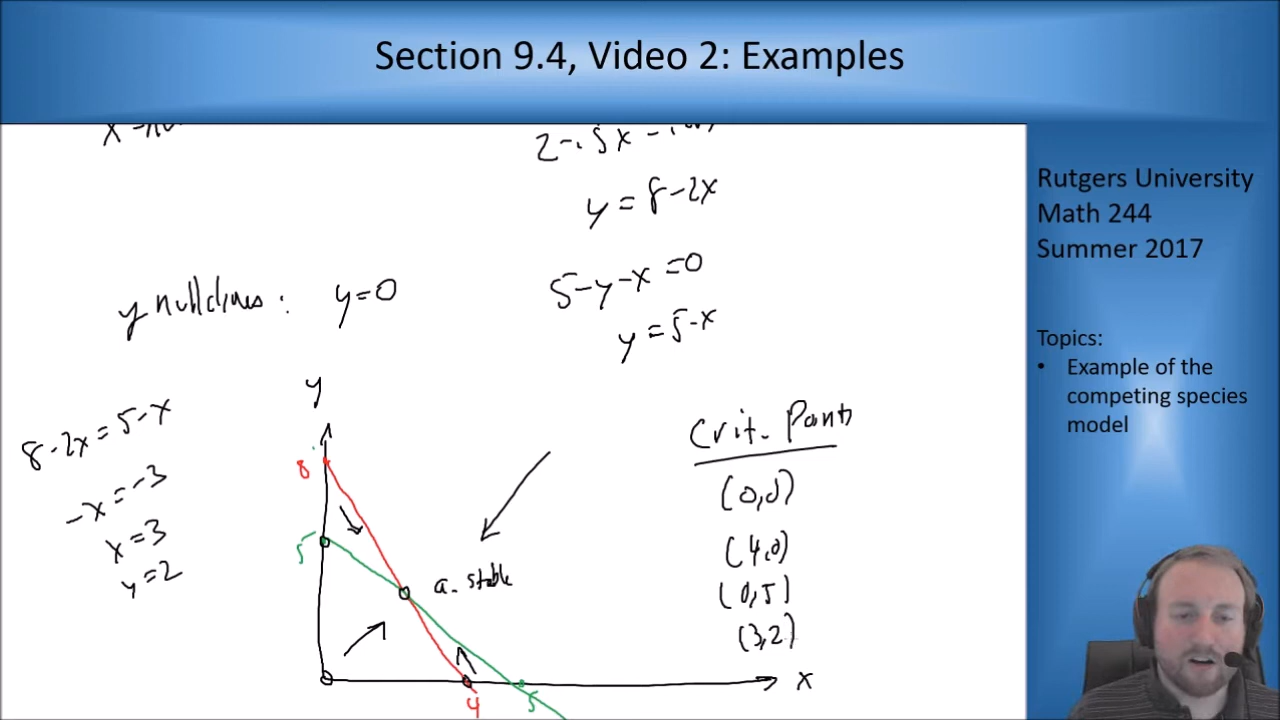 Section 9.4, Video 2: Examples
2-.5x-
y = 8-2x
y nullclines: y=0
5-y-x=0
y = 5-x
8-2x=5-x
-x=-3
x=3
y=2
y
8
5
a. stable
4
5
x
Crit. Points
(0,0)
(4,0)
(0,5)
(3,2)
Rutgers University
Math 244
Summer 2017
Topics:
• Example of the
competing species
model